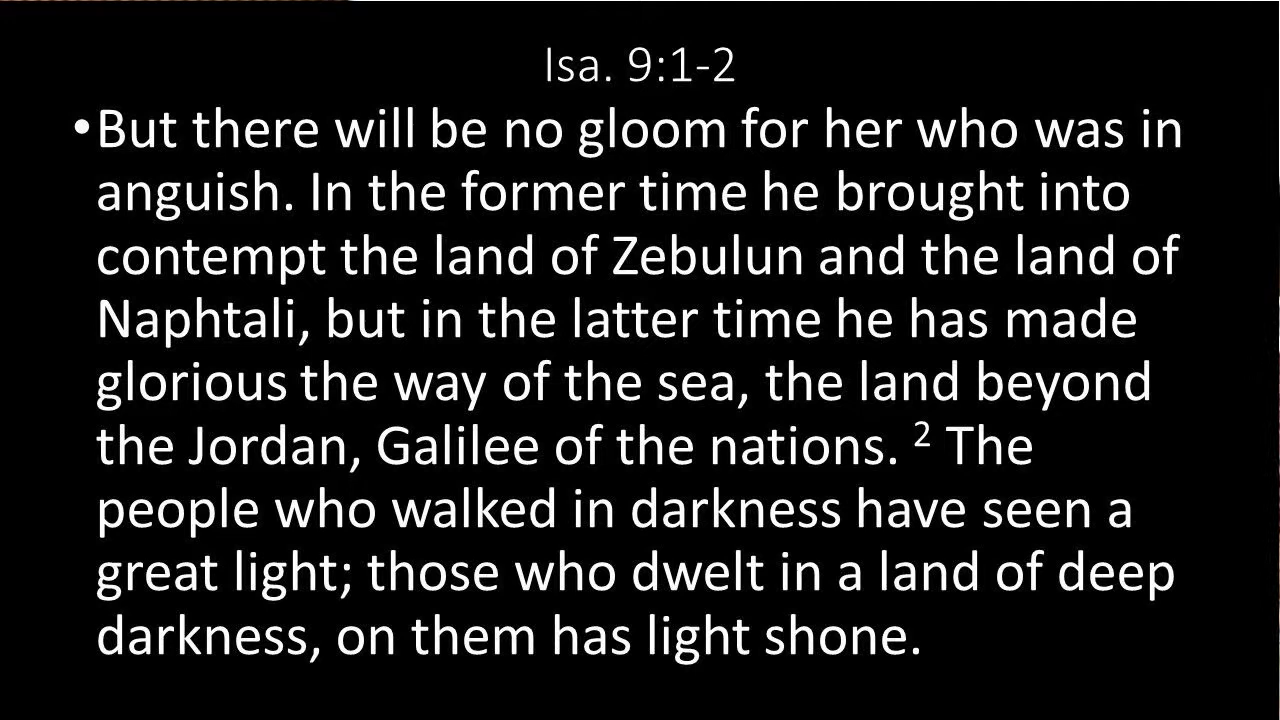 Isa. 9:1-2
•But there will be no gloom for her who was in
anguish. In the former time he brought into
contempt the land of Zebulun and the land of
Naphtali, but in the latter time he has made
glorious the way of the sea, the land beyond
the Jordan, Galilee of the nations. ² The
people who walked in darkness have seen a
great light; those who dwelt in a land of deep
darkness, on them has light shone.